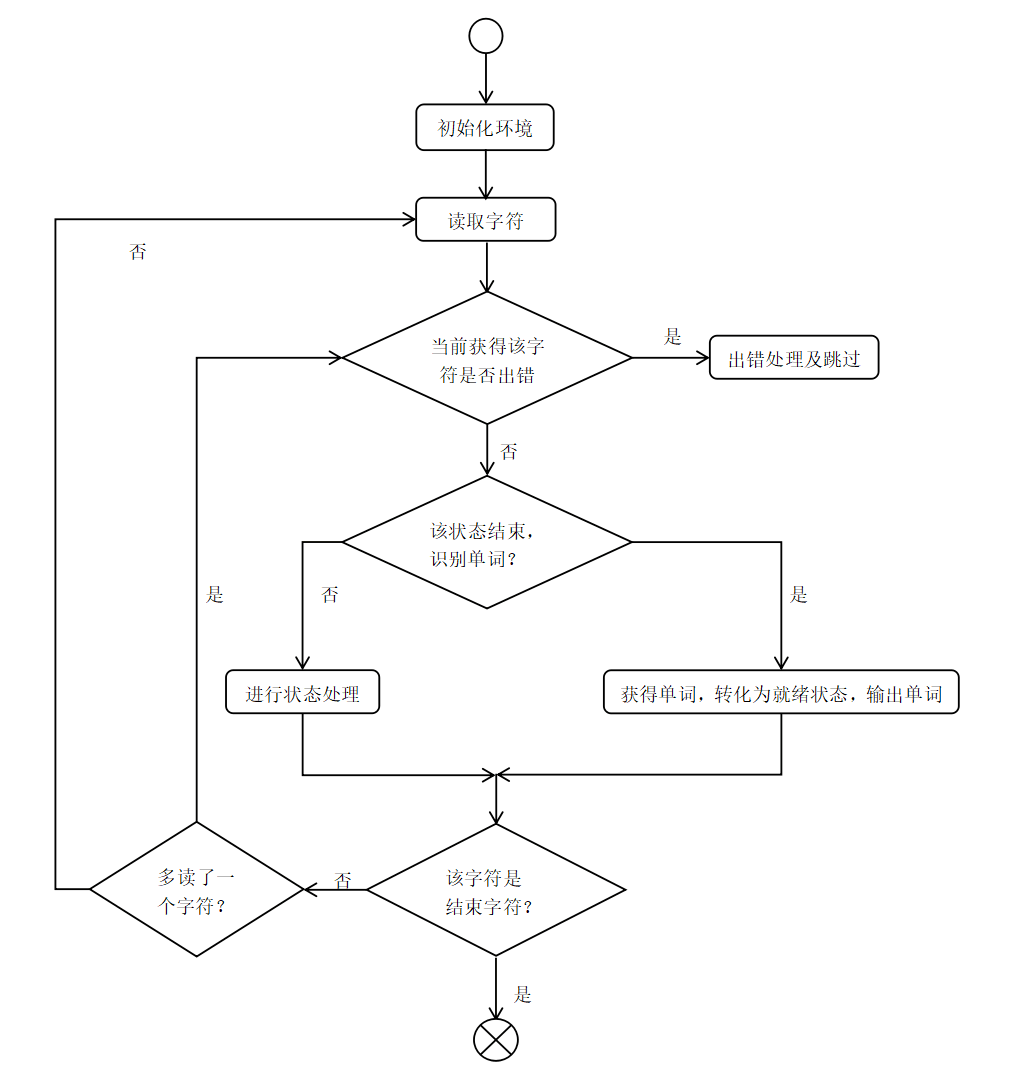 初始化环境
读取字符
否
是
当前获得该字
符是否出错
出错处理及跳过
否
该状态结束，
识别单词？
是
否
是
进行状态处理
获得单词，转化为就绪状态，输出单词
多读了一
个字符？
否
该字符是
结束字符？
是